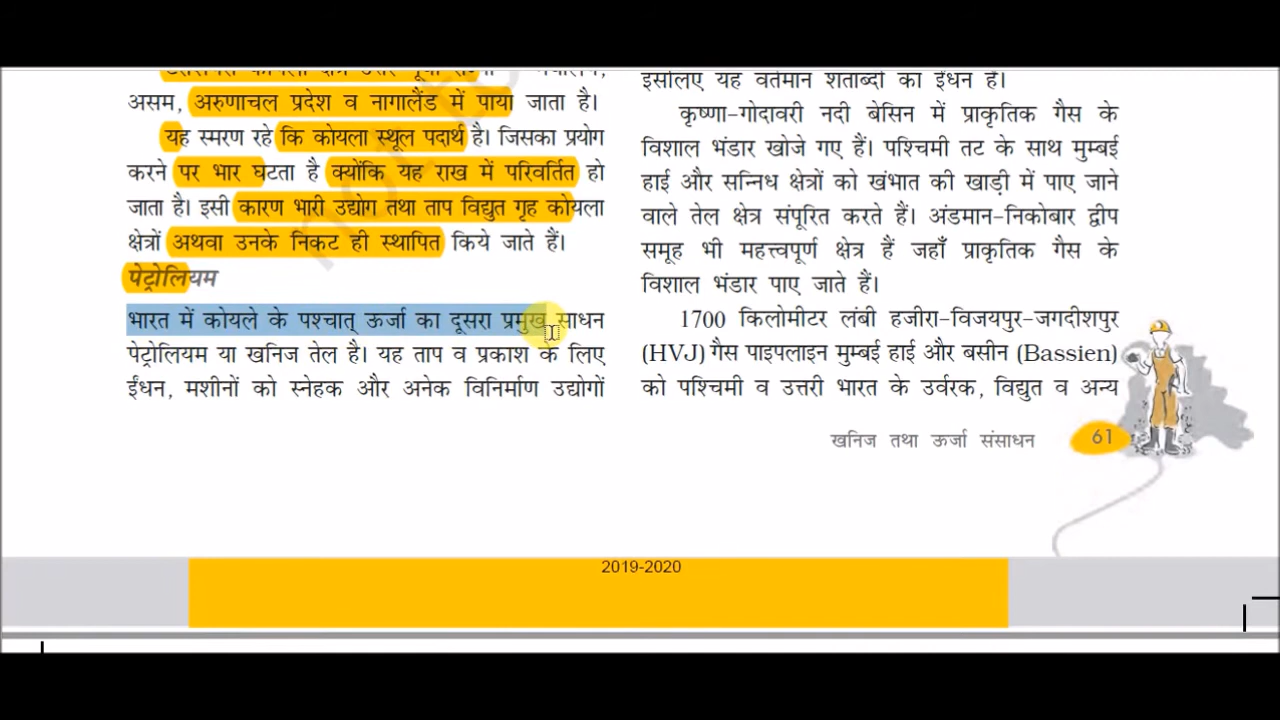 असम, अरुणाचल प्रदेश व नागालैंड में पाया जाता है।
यह स्मरण रहे कि कोयला स्थूल पदार्थ है। जिसका प्रयोग
करने पर भार घटता है क्योंकि यह राख में परिवर्तित हो
जाता है। इसी कारण भारी उद्योग तथा ताप विद्युत गृह कोयला
क्षेत्रों अथवा उनके निकट ही स्थापित किये जाते हैं।
पेट्रोलियम
भारत में कोयले के पश्चात् ऊर्जा का दूसरा प्रमुख साधन
पेट्रोलियम या खनिज तेल है। यह ताप व प्रकाश के लिए
ईंधन, मशीनों को स्नेहक और अनेक विनिर्माण उद्योगों
इसलिए यह वर्तमान शताब्दी का ईंधन है।
कृष्णा-गोदावरी नदी बेसिन में प्राकृतिक गैस के
विशाल भंडार खोजे गए हैं। पश्चिमी तट के साथ मुम्बई
हाई और सन्निध क्षेत्रों को खंभात की खाड़ी में पाए जाने
वाले तेल क्षेत्र संपूरित करते हैं। अंडमान-निकोबार द्वीप
समूह भी महत्त्वपूर्ण क्षेत्र हैं जहाँ प्राकृतिक गैस के
विशाल भंडार पाए जाते हैं।
1700 किलोमीटर लंबी हजीरा-विजयपुर-जगदीशपुर
(HVJ) गैस पाइपलाइन मुम्बई हाई और बसीन (Bassien)
को पश्चिमी व उत्तरी भारत के उर्वरक, विद्युत व अन्य
खनिज तथा ऊर्जा संसाधन 61
2019-2020